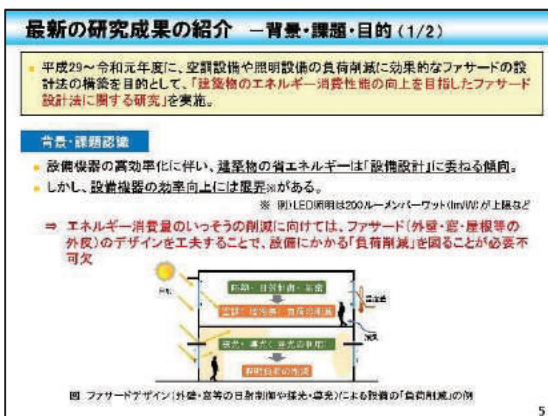 最新の研究成果の紹介 －背景・課題・目的（1/2）
▪ 平成29～令和元年度に、空調設備や照明設備の負荷削減に効果的なファサードの設
計法の構築を目的として、「建築物のエネルギー消費性能の向上を目指したファサード
設計法に関する研究」を実施。
背景・課題認識
▪ 設備機器の高効率化に伴い、建築物の省エネルギーは「設備設計」に委ねる傾向。
▪ しかし、設備機器の効率向上には限界※がある。
※ 例）LED照明は200ルーメンパーワット（lm/W）が上限など
⇒ エネルギー消費量のいっそうの削減に向けては、ファサード（外壁・窓・屋根等の
外皮）のデザインを工夫することで、設備にかかる「負荷削減」を図ることが必要不
可欠
図 ファサードデザイン（外壁・窓等の日射制御や採光・導光）による設備の「負荷削減」の例
5